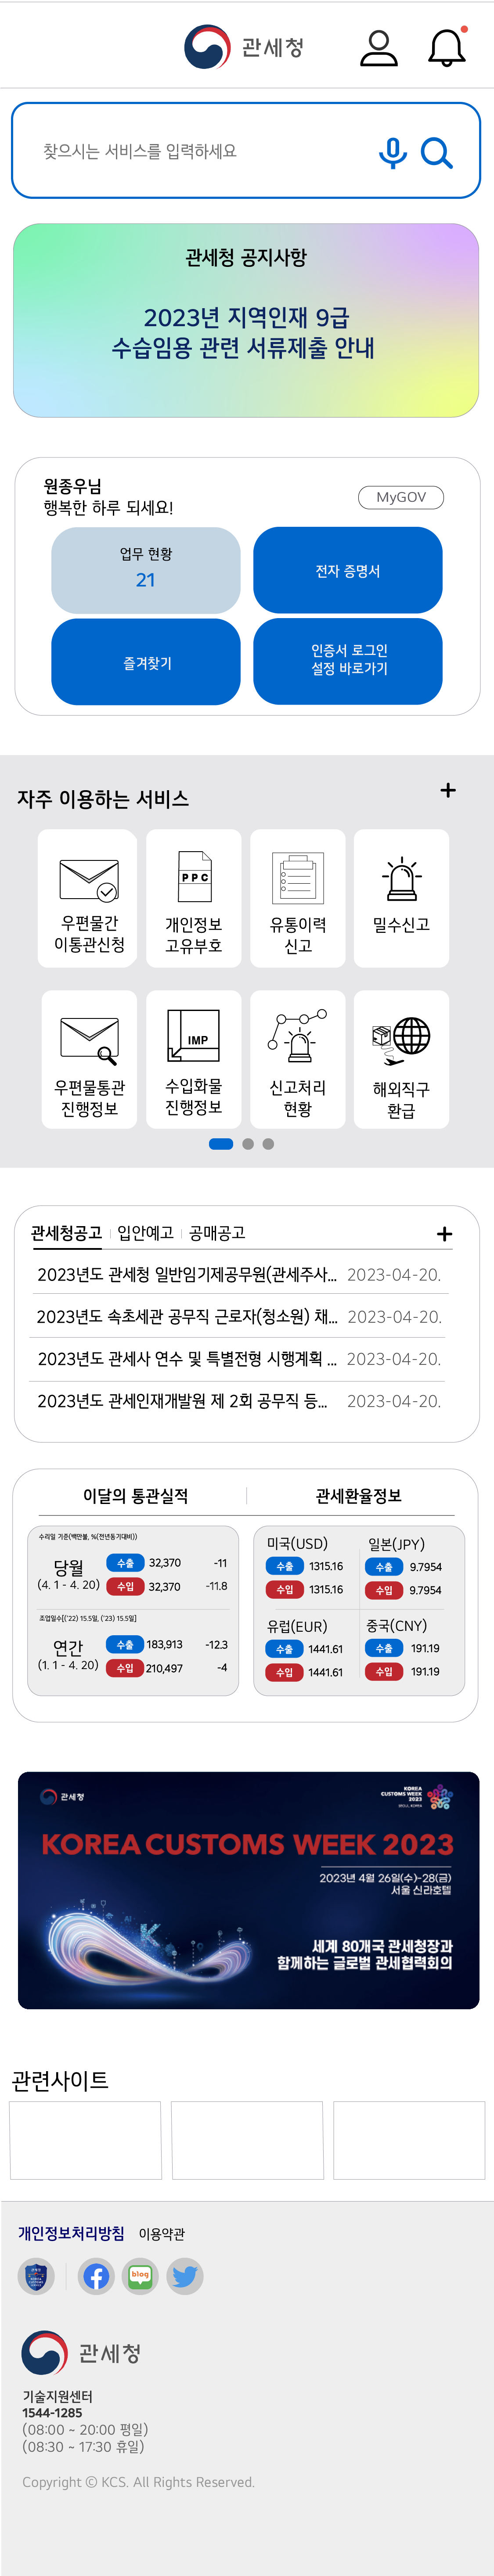 관세청
찾으시는 서비스를 입력하세요
관세청 공지사항
2023년 지역인재 9급
수습임용 관련 서류제출 안내
원종우님
행복한 하루 되세요!
MyGOV
업무 현황
21
전자 증명서
즐겨찾기
인증서 로그인
설정 바로가기
자주 이용하는 서비스
우편물간
이통관신청
PPC
개인정보
고유부호
유통이력
신고
밀수신고
우편물통관
진행정보
IMP
수입화물
진행정보
신고처리
현황
해외직구
환급
관세청공고 입안예고 공매공고
2023년도 관세청 일반임기제공무원(관세주사... 2023-04-20.
2023년도 속초세관 공무직 근로자(청소원) 채... 2023-04-20.
2023년도 관세사 연수 및 특별전형 시행계획 ... 2023-04-20.
2023년도 관세인재개발원 제 2회 공무직 등... 2023-04-20.
이달의 통관실적
수리일 기준(백만불, %(전년동기대비))
당월
(4. 1 - 4. 20)
수출 32,370 -11
수입 32,370 -11.8
조업일수[('22) 15.5일, ('23) 15.5일]
연간
(1. 1 - 4. 20)
수출 183,913 -12.3
수입 210,497 -4
관세환율정보
미국(USD)
수출 1315.16
수입 1315.16
일본(JPY)
수출 9.7954
수입 9.7954
유럽(EUR)
수출 1441.61
수입 1441.61
중국(CNY)
수출 191.19
수입 191.19
관세청
KOREA
CUSTOMS WEEK
2023
SEOUL, KOREA
KOREA CUSTOMS WEEK 2023
2023년 4월 26일(수)-28(금)
서울 신라호텔
세계 80개국 관세청장과
함께하는 글로벌 관세협력회의
관련사이트
개인정보처리방침 이용약관
blog
관세청
기술지원센터
1544-1285
(08:00 ~ 20:00 평일)
(08:30 ~ 17:30 휴일)
Copyright © KCS. All Rights Reserved.